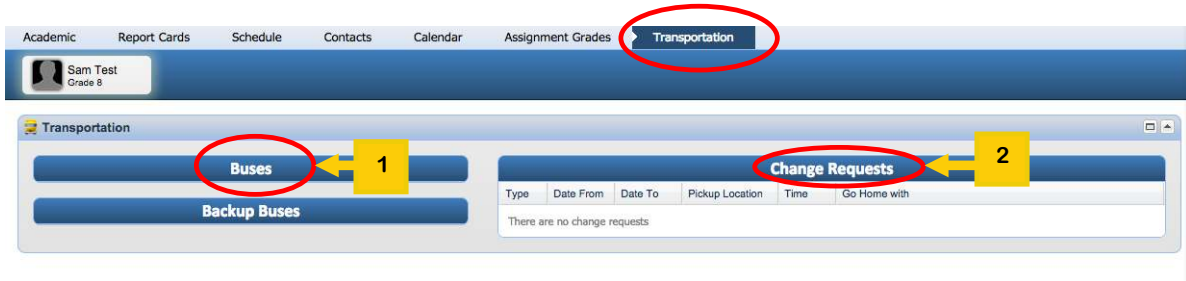 Academic Report Cards Schedule Contacts Calendar Assignment Grades Transportation
Sam Test
Grade 8
Transportation
Buses
1
Backup Buses
Change Requests
2
Type Date From Date To Pickup Location Time Go Home with
There are no change requests